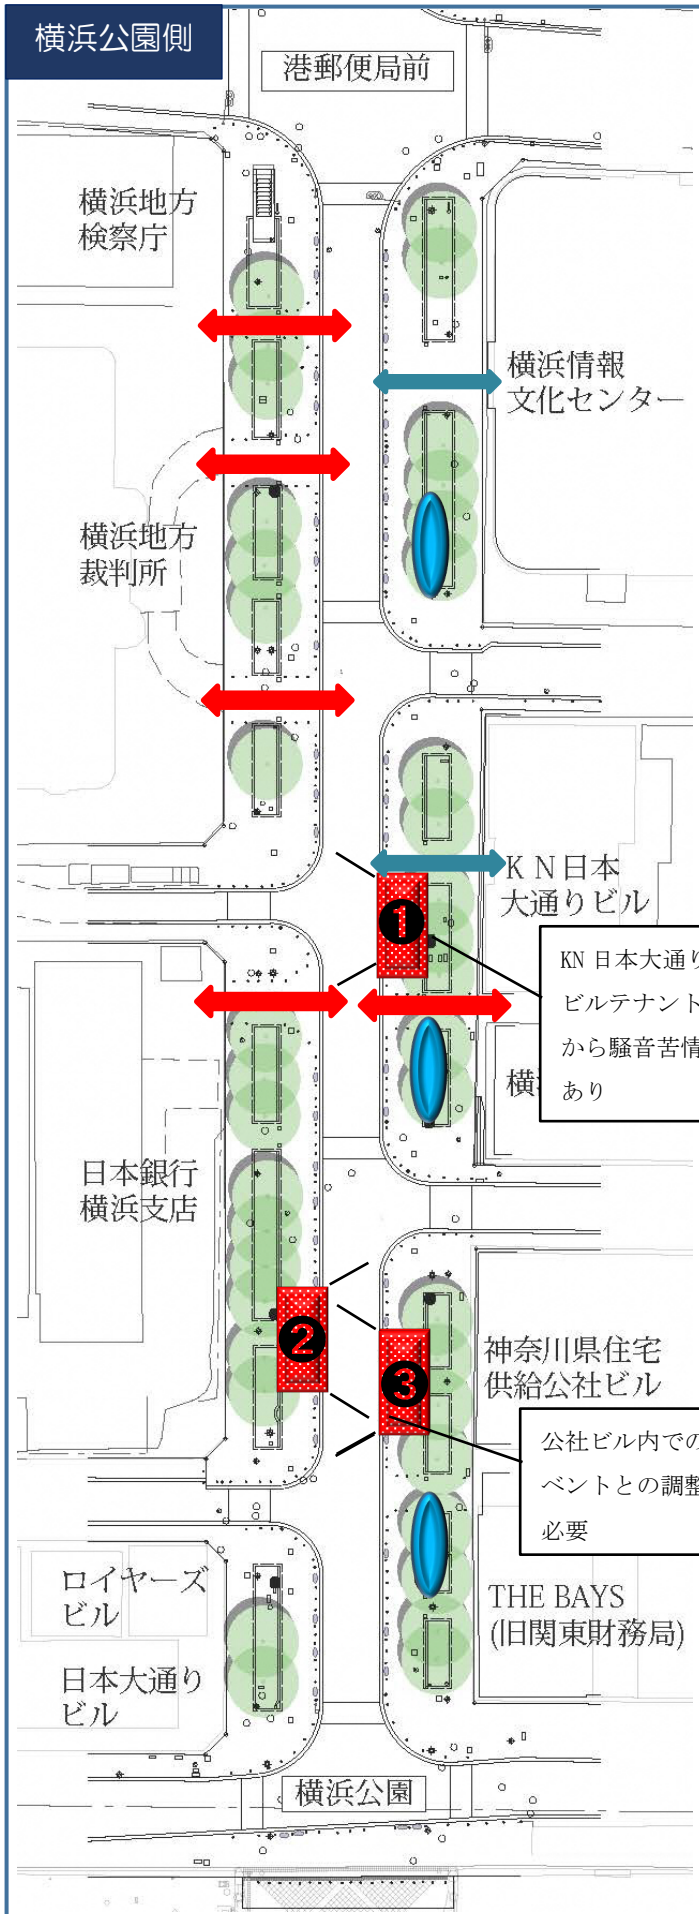 横浜公園側
港郵便局前
横浜地方
検察庁
横浜情報
文化センター
横浜地方
裁判所
KN日本
大通りビル
❶
KN日本大通り
ビルテナント
から騒音苦情
あり
横
日本銀行
横浜支店
❷
❸
神奈川県住宅
供給公社ビル
公社ビル内での
ベントとの調整
必要
ロイヤーズ
ビル
THE BAYS
(旧関東財務局)
日本大通り
ビル
横浜公園